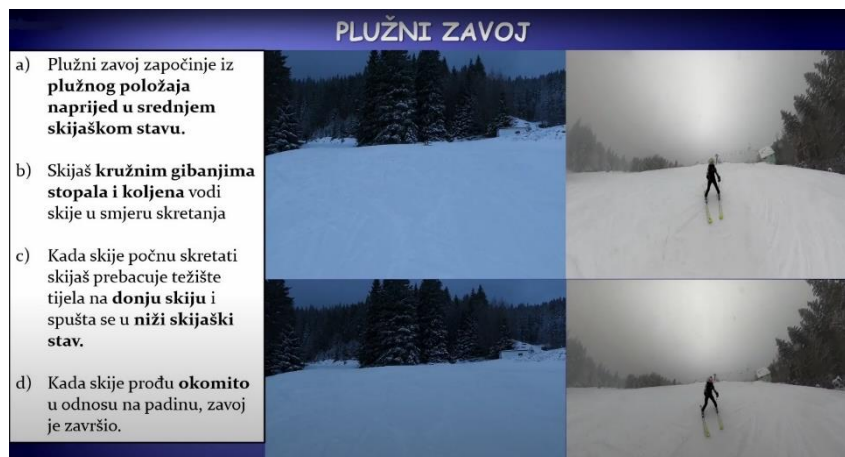 PLUŽNI ZAVOJ
a) Plužni zavoj započinje iz
plužnog položaja
naprijed u srednjem
skijaškom stavu.
b) Skijaš kružnim gibanjima
stopala i koljena vodi
skije u smjeru skretanja
c) Kada skije počnu skretati
skijaš prebacuje težište
tijela na donju skiju i
spušta se u niži skijaški
stav.
d) Kada skije prođu okomito
u odnosu na padinu, zavoj
je završio.